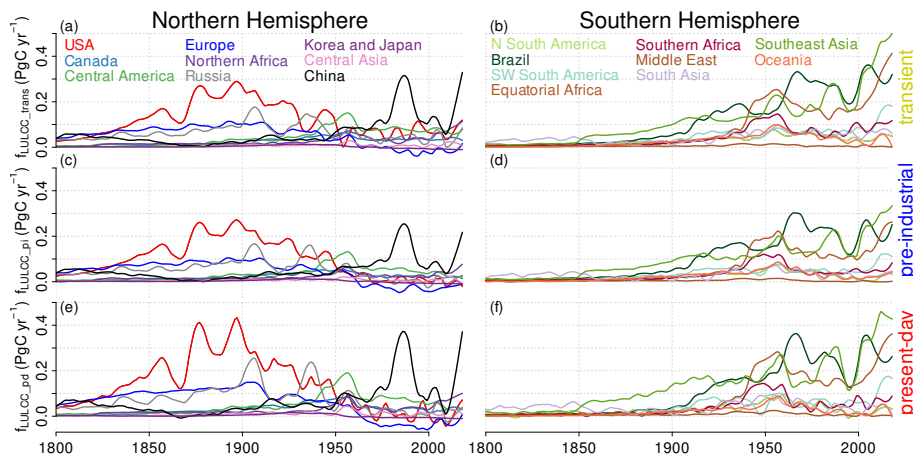 Northern Hemisphere
Southern Hemisphere
(a)
USA
Europe
Korea and Japan
Canada
Northern Africa
Central Asia
Central America
Russia
China
(b)
N South America
Southern Africa
Southeast Asia
Brazil
Middle East
Oceania
SW South America
South Asia
Equatorial Africa
fLULCC_trans (PgC yr−1)
0.0 0.2 0.4
transient
(c)
(d)
fLULCC_pi (PgC yr−1)
0.0 0.2 0.4
pre-industrial
(e)
(f)
fLULCC_pd (PgC yr−1)
0.0 0.2 0.4
present-day
1800 1850 1900 1950 2000
1800 1850 1900 1950 2000